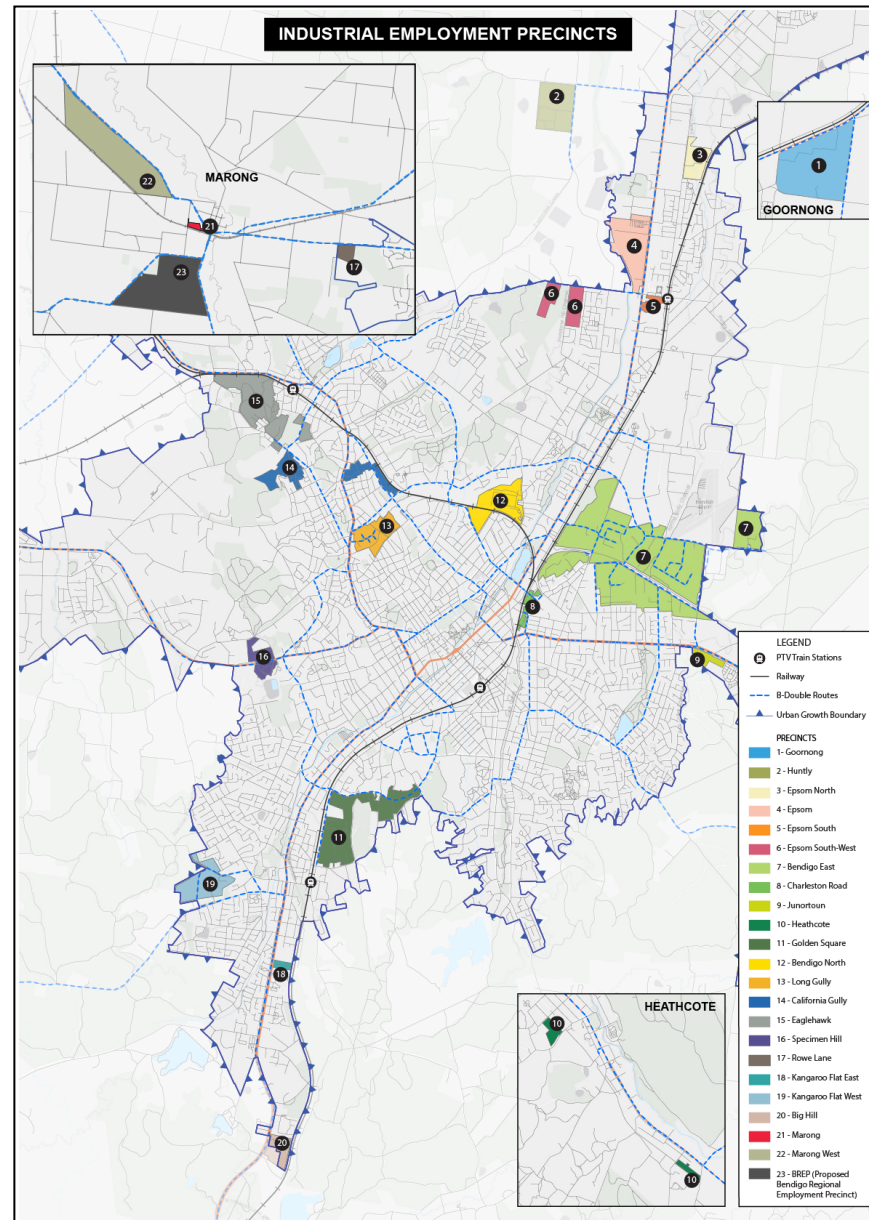 INDUSTRIAL EMPLOYMENT PRECINCTS
2
3
1
GOORNONG
MARONG
22
21
17
23
4
6
6
5
15
14
12
13
7
7
8
16
9
11
19
18
20
HEATHCOTE
10
10
LEGEND
PTVTrain Stations
Railway
B-Double Routes
Urban Growth Boundary
PRECINCTS
1- Goornong
2 - Huntly
3 - Epsom North
4 - Epsom
5 - Epsom South
6 - Epsom South-West
7 - Bendigo East
8 - Charleston Road
9 - Junortoun
10 - Heathcote
11 - Golden Square
12 - Bendigo North
13 - Long Gully
14 - California Gully
15 - Eaglehawk
16 - Specimen Hill
17 - Rowe Lane
18 - Kangaroo Flat East
19 - Kangaroo Flat West
20 - Big Hill
21 - Marong
22 - Marong West
23 - BREP (Proposed
Bendigo Regional
Employment Precinct)